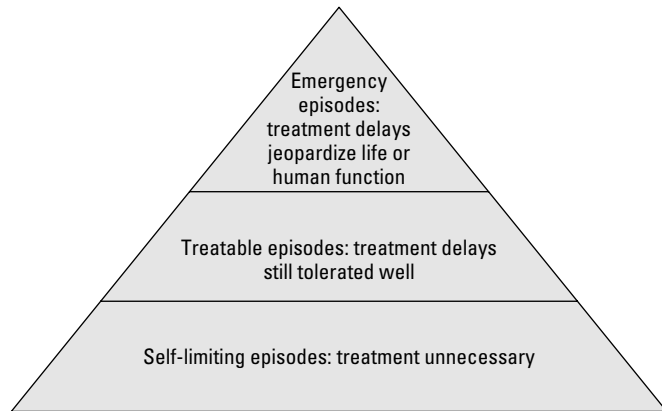 Emergency
episodes:
treatment delays
jeopardize life or
human function
Treatable episodes: treatment delays
still tolerated well
Self-limiting episodes: treatment unnecessary